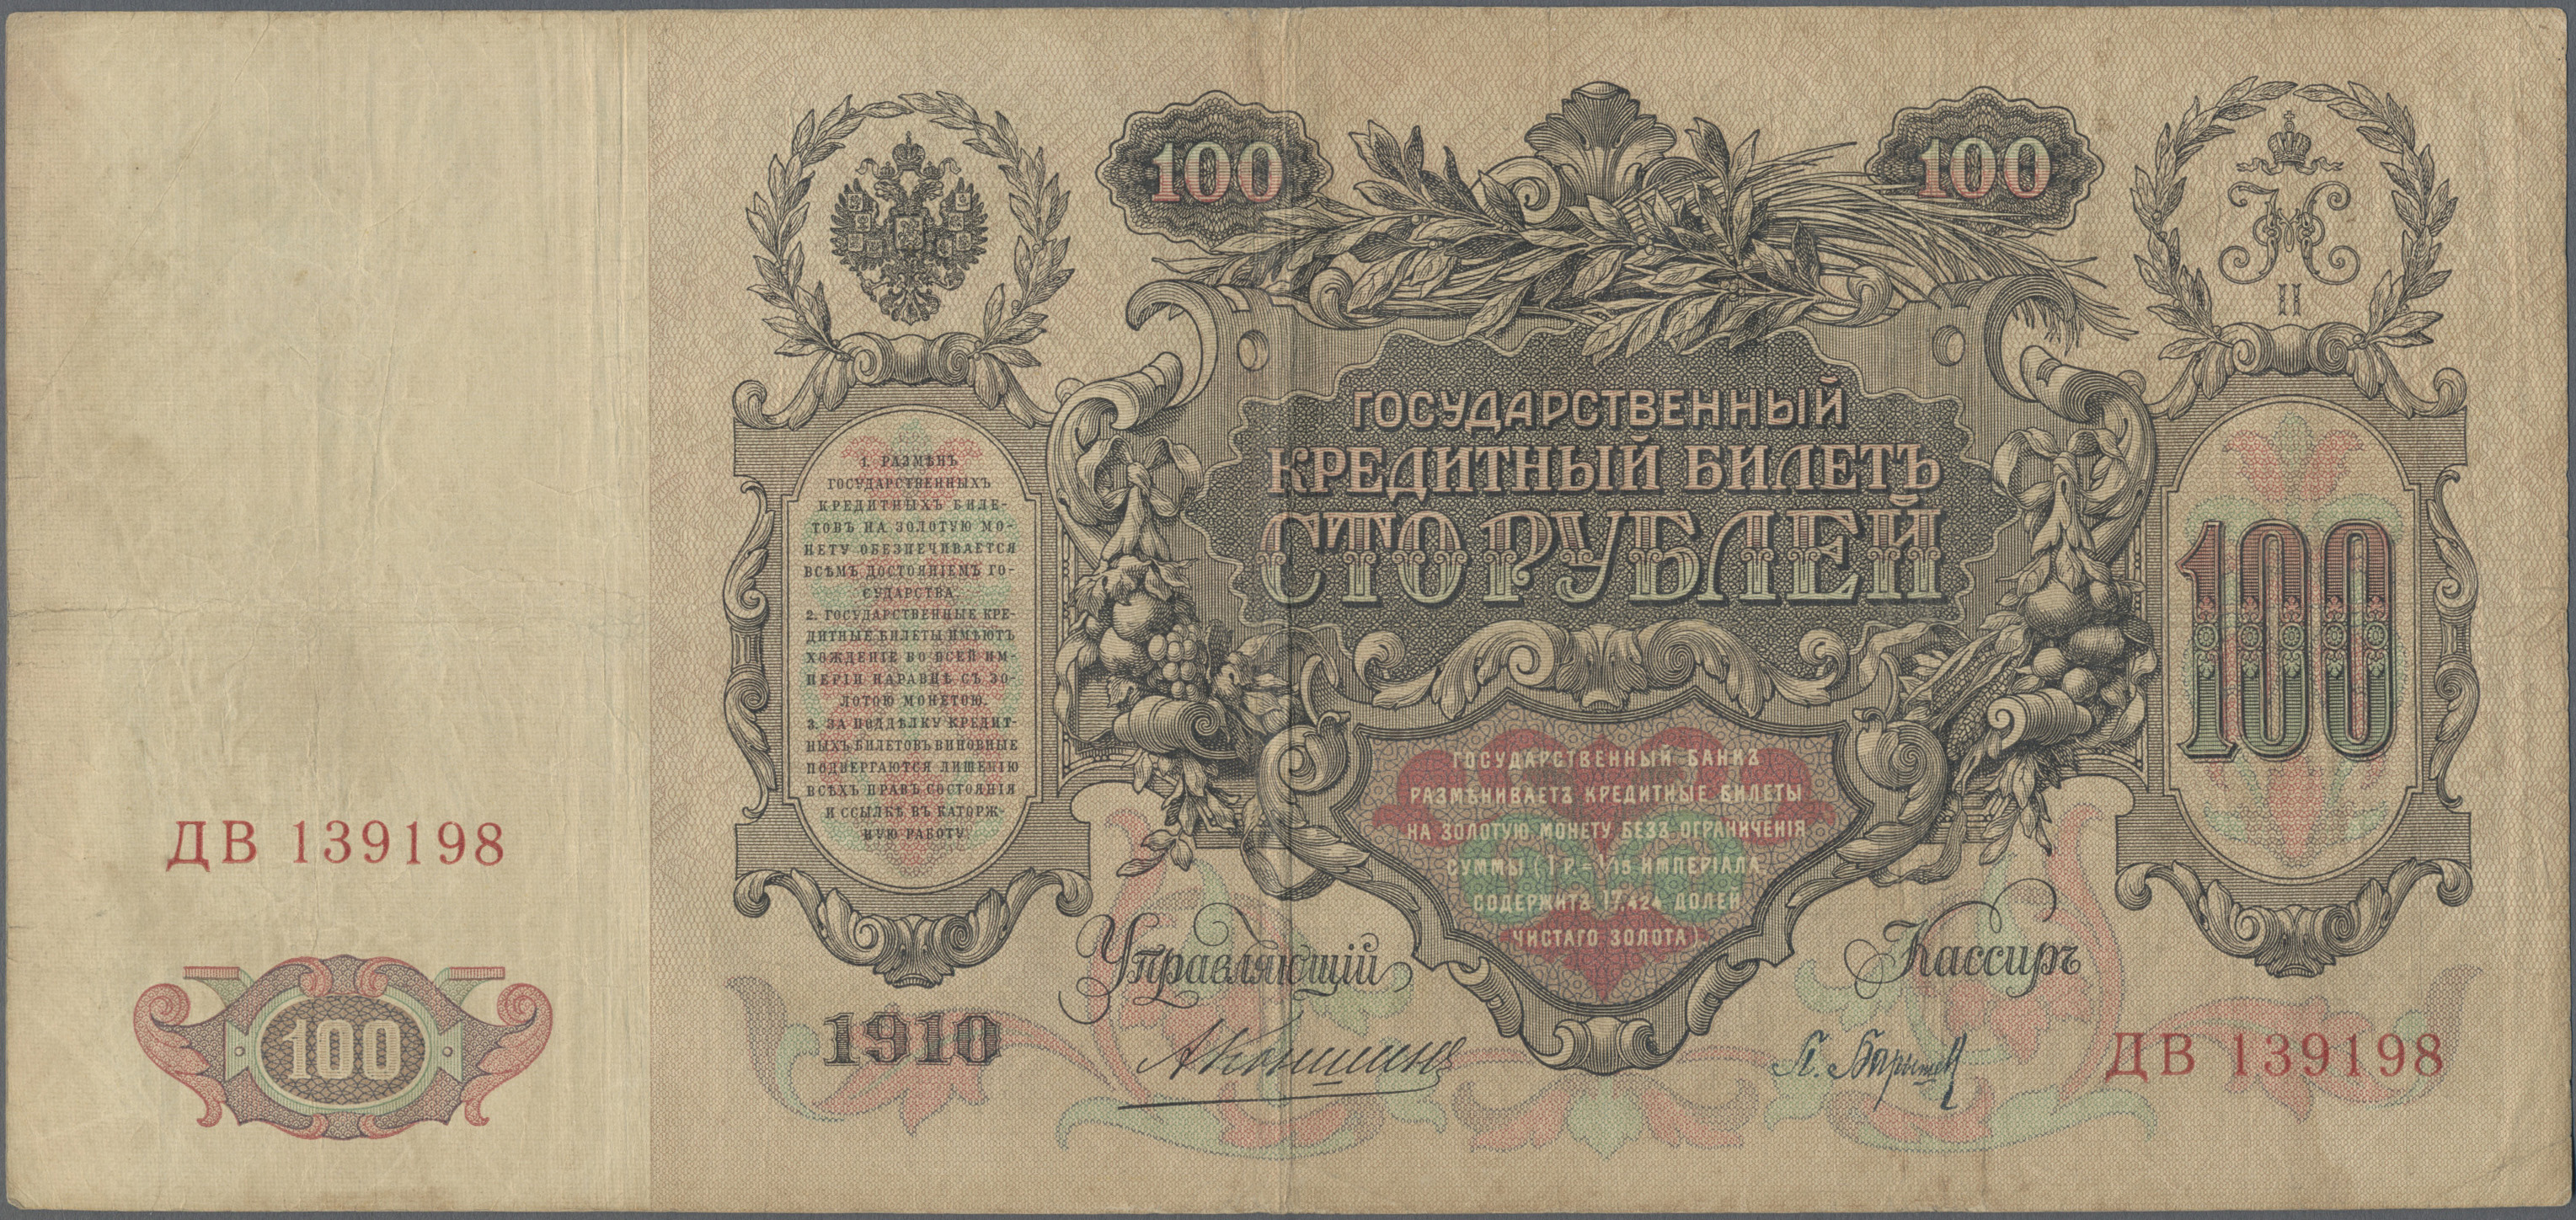 100
100
II
ГОСУДАРСТВЕННЫЙ
КРЕДИТНЫЙ БИЛЕТЪ
СТО РУБЛЕЙ
1. РАЗМѢНЪ
ГОСУДАРСТВЕННЫХЪ
КРЕДИТНЫХЪ БИЛЕ-
ТОВЪ НА ЗОЛОТУЮ МО-
НЕТУ ОБЕЗПЕЧИВАЕТСЯ
ВСѢМЪ ДОСТОЯНІЕМЪ ГО-
СУДАРСТВА.
2. ГОСУДАРСТВЕННЫЕ КРЕ-
ДИТНЫЕ БИЛЕТЫ ИМѢЮТЪ
ХОЖДЕНІЕ ВО ВСЕЙ ИМ-
ПЕРІИ НАРАВНѢ СЪ ЗО-
ЛОТОЮ МОНЕТОЮ.
3. ЗА ПОДДѢЛКУ КРЕДИТ-
НЫХЪ БИЛЕТОВЪ ВИНОВНЫЕ
ПОДВЕРГАЮТСЯ ЛИШЕНІЮ
ВСѢХЪ ПРАВЪ СОСТОЯНІЯ
И ССЫЛКѢ ВЪ КАТОРЖ-
НУЮ РАБОТУ.
100
ГОСУДАРСТВЕННЫЙ БАНКЪ
РАЗМѢНИВАЕТЪ КРЕДИТНЫЕ БИЛЕТЫ
НА ЗОЛОТУЮ МОНЕТУ БЕЗЪ ОГРАНИЧЕНІЯ
СУММЫ (1 Р. = 1/15 ИМПЕРІАЛА,
СОДЕРЖИТЪ 17,424 ДОЛЕЙ
ЧИСТАГО ЗОЛОТА).
ДВ 139198
100
Управляющій
Кассиръ
1910
АКоншинъ
П. Барышев
ДВ 139198